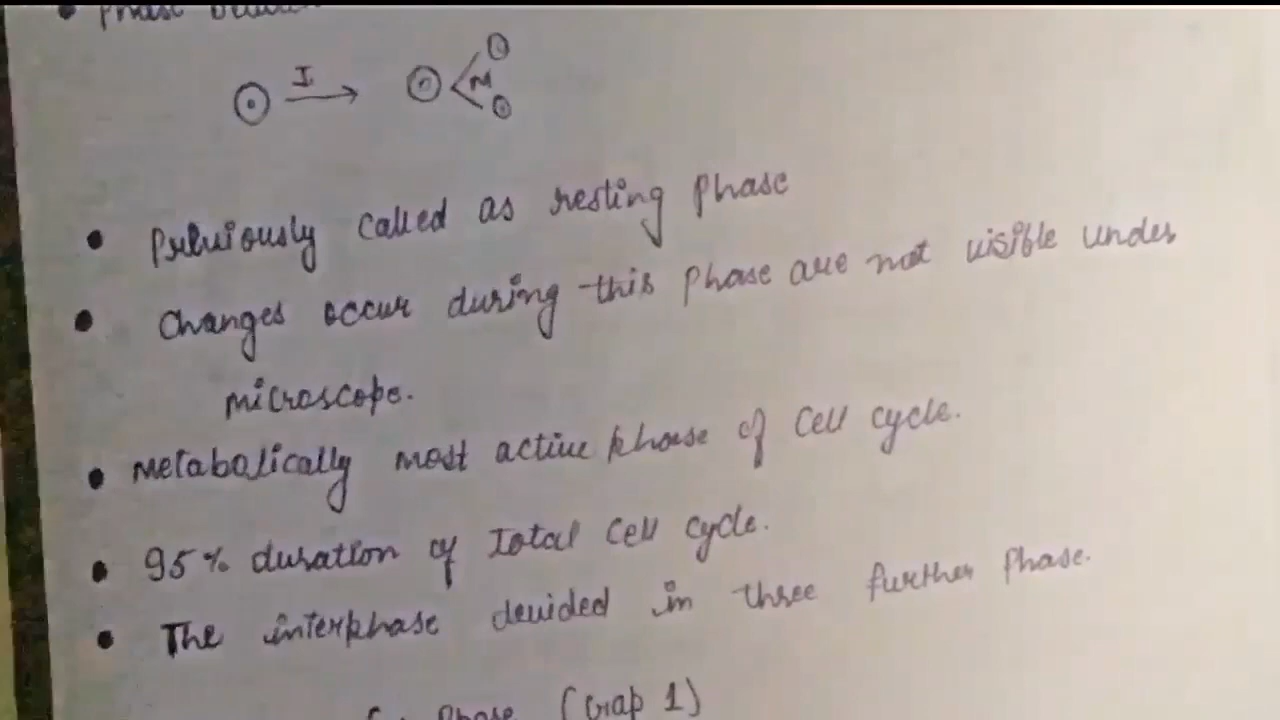 Phase
I
M
Previously called as resting phase
Changes occur during this phase are not visible under
microscope.
Metabolically most active phase of cell cycle.
95% duration of Total cell cycle.
The interphase devided in three further phase.
Phase (Gap 1)